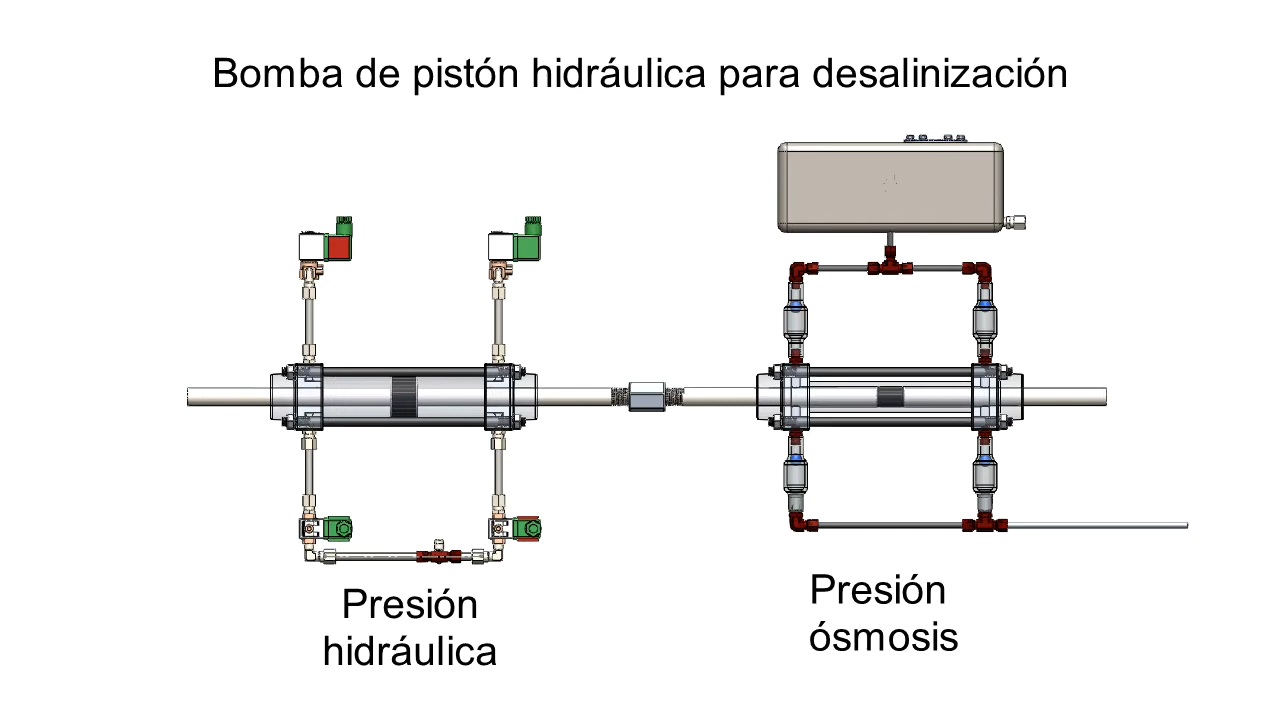 Bomba de pistón hidráulica para desalinización
Presión
hidráulica
Presión
ósmosis